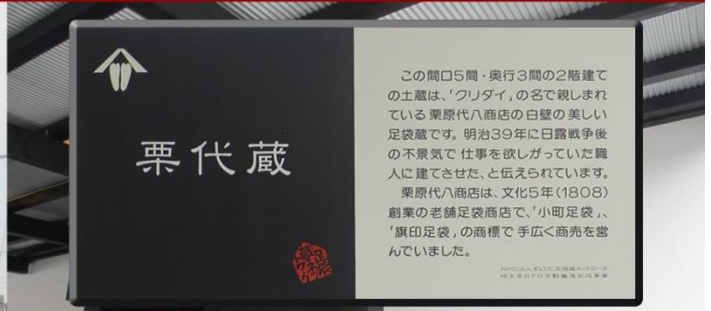 栗代蔵
この間口5間・奥行3間の2階建て
の土蔵は、「クリダイ」の名で親しまれ
ている栗原代八商店の白壁の美しい
足袋蔵です。明治39年に日露戦争後
の不景気で仕事を欲しがっていた職
人に建てさせた、と伝えられています。
栗原代八商店は、文化5年(1808)
創業の老舗足袋商店で、「小町足袋」、
「旗印足袋」の商標で手広く商売を営
んでいました。